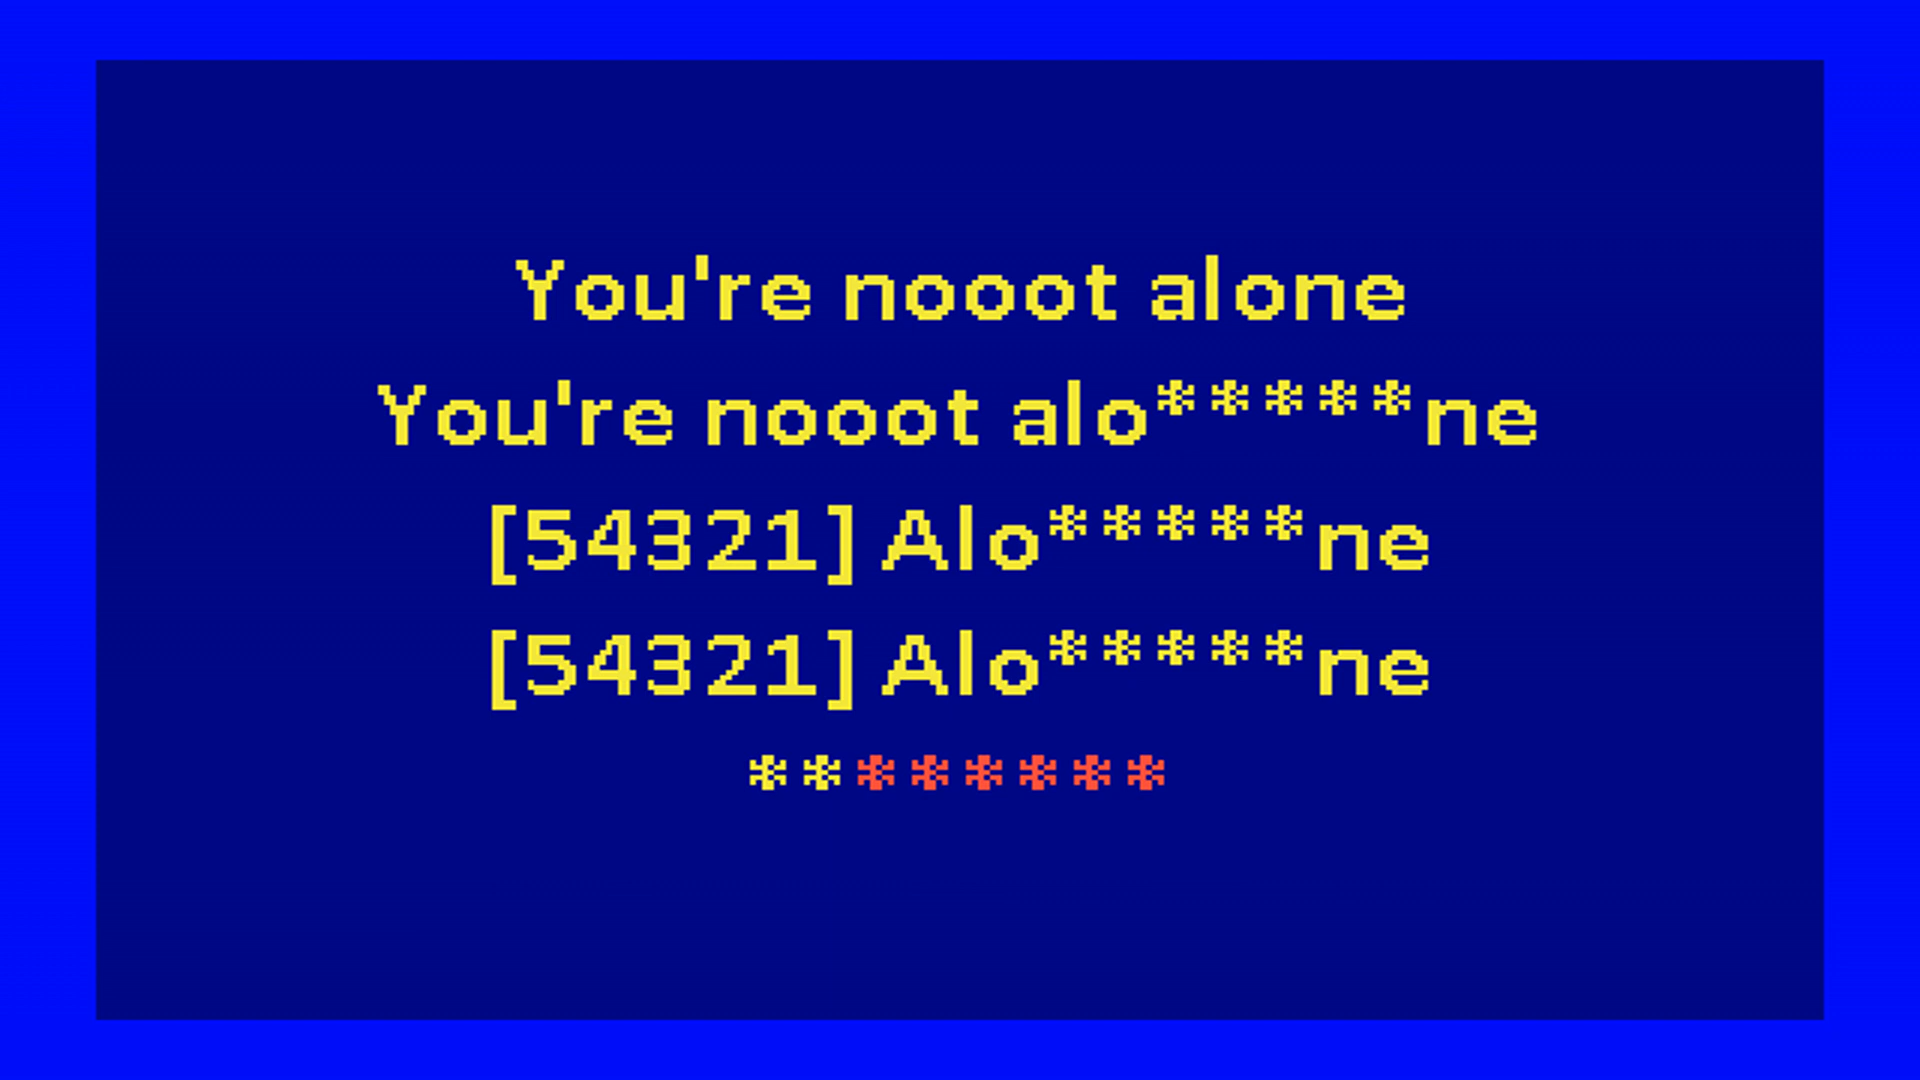 You're nooot alone
You're nooot alo*****ne
[54321] Alo*****ne
[54321] Alo*****ne
********